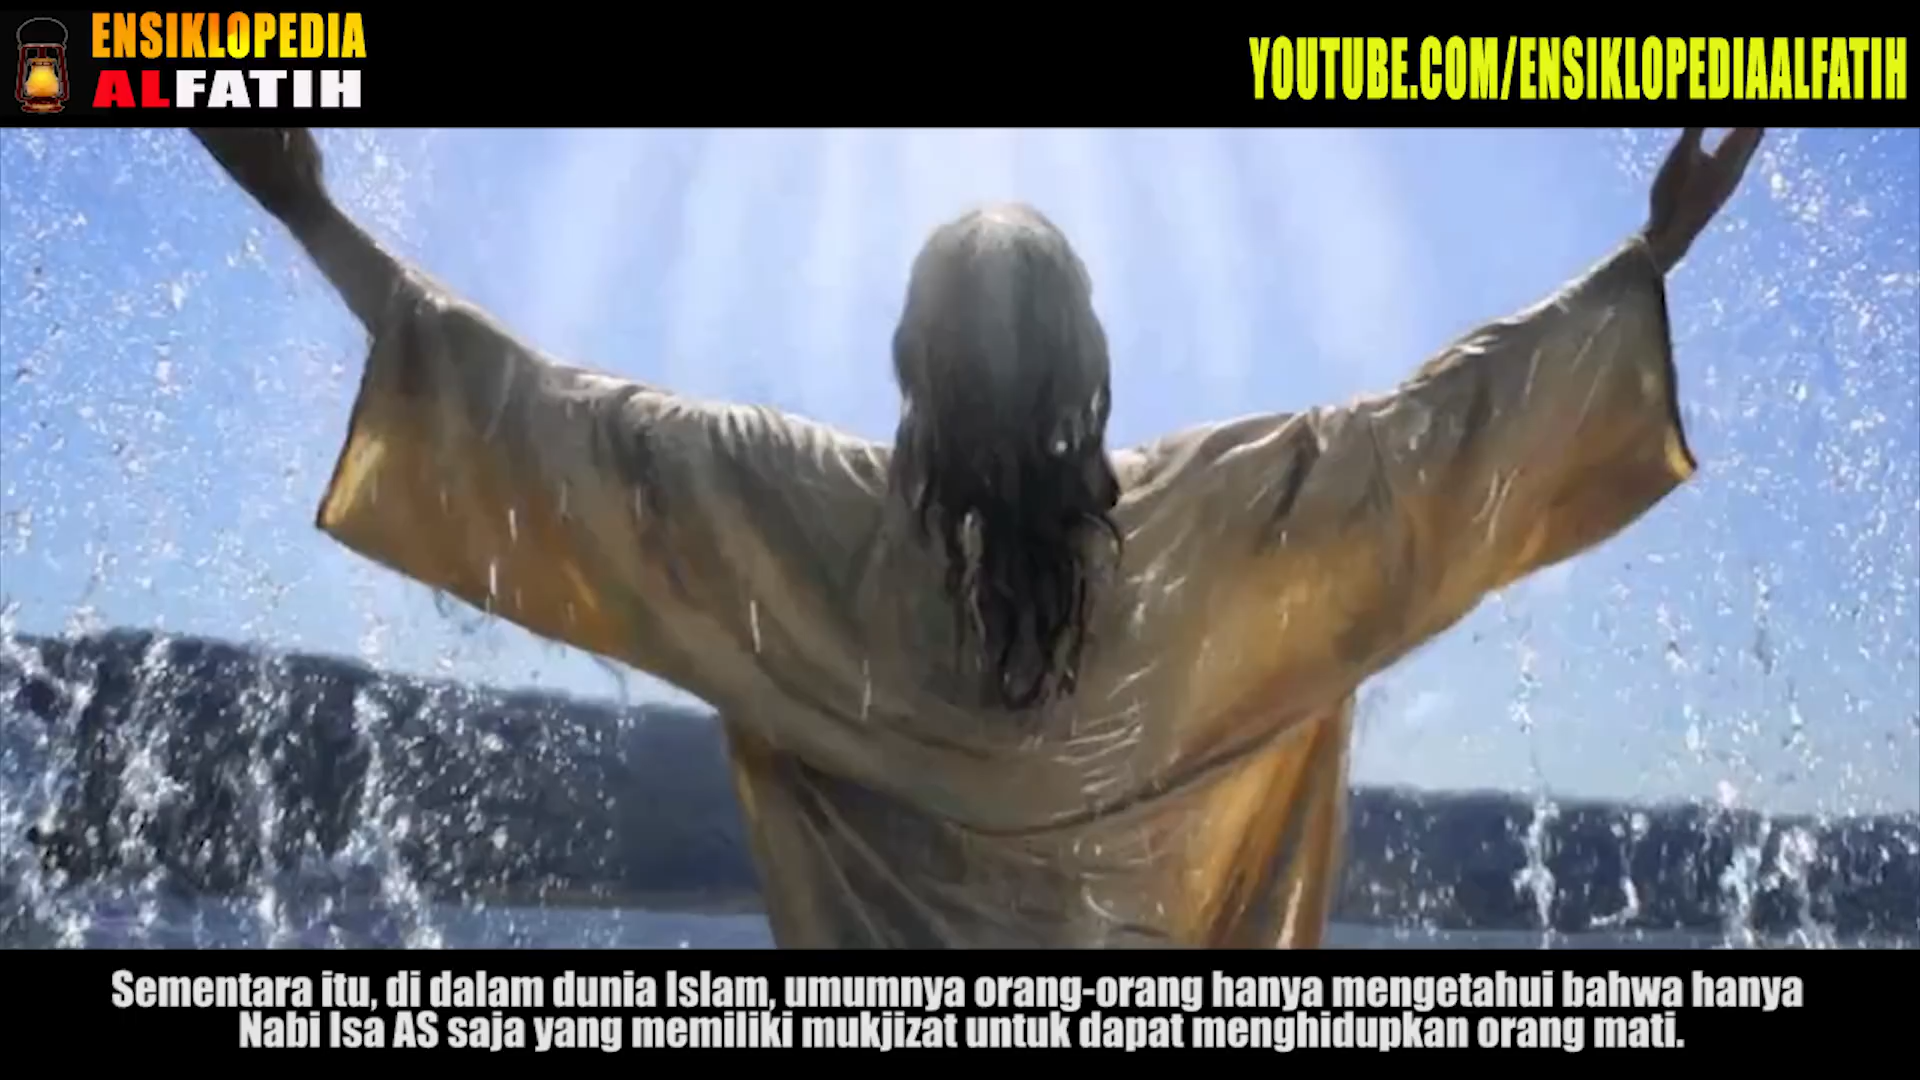 ENSIKLOPEDIA
ALFATIH
YOUTUBE.COM/ENSIKLOPEDIAALFATIH
Sementara itu, di dalam dunia Islam, umumnya orang-orang hanya mengetahui bahwa hanya
Nabi Isa AS saja yang memiliki mukjizat untuk dapat menghidupkan orang mati.